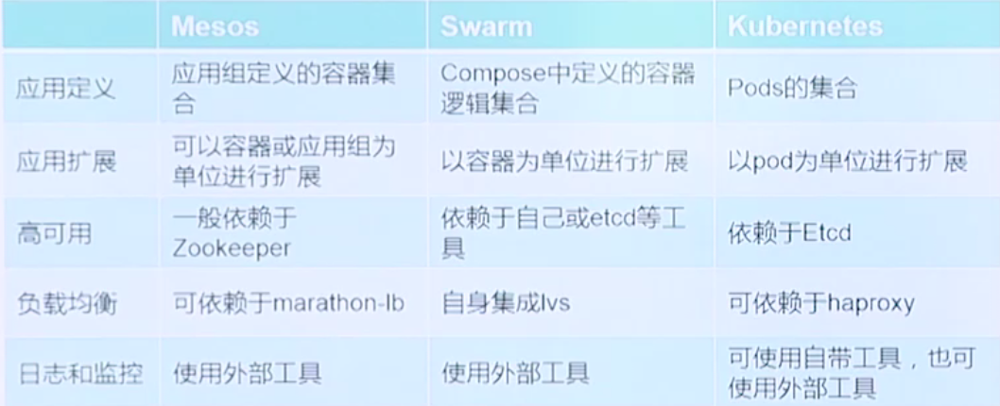 Mesos Swarm Kubernetes
应用定义 应用组定义的容器集合 Compose中定义的容器逻辑集合 Pods的集合
应用扩展 可以容器或应用组为单位进行扩展 以容器为单位进行扩展 以pod为单位进行扩展
高可用 一般依赖于Zookeeper 依赖于自己或etcd等工具 依赖于Etcd
负载均衡 可依赖于marathon-lb 自身集成lvs 可依赖于haproxy
日志和监控 使用外部工具 使用外部工具 可使用自带工具，也可使用外部工具